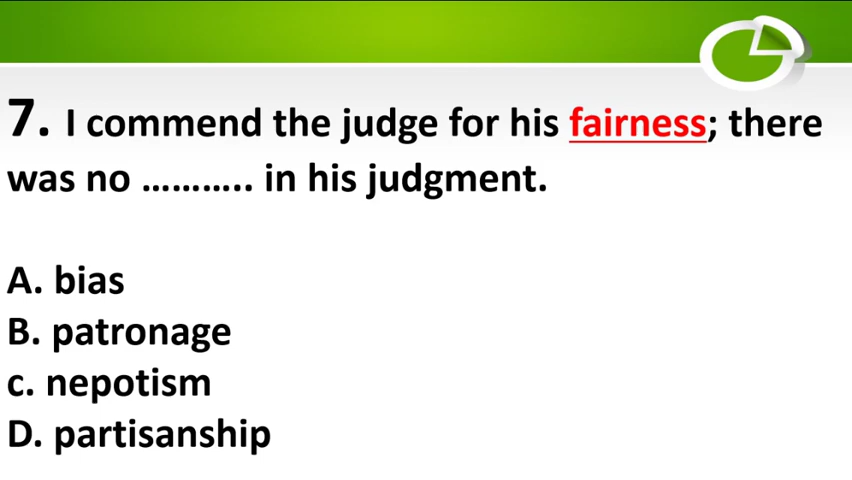 7. I commend the judge for his fairness; there
was no ……….. in his judgment.
A. bias
B. patronage
c. nepotism
D. partisanship